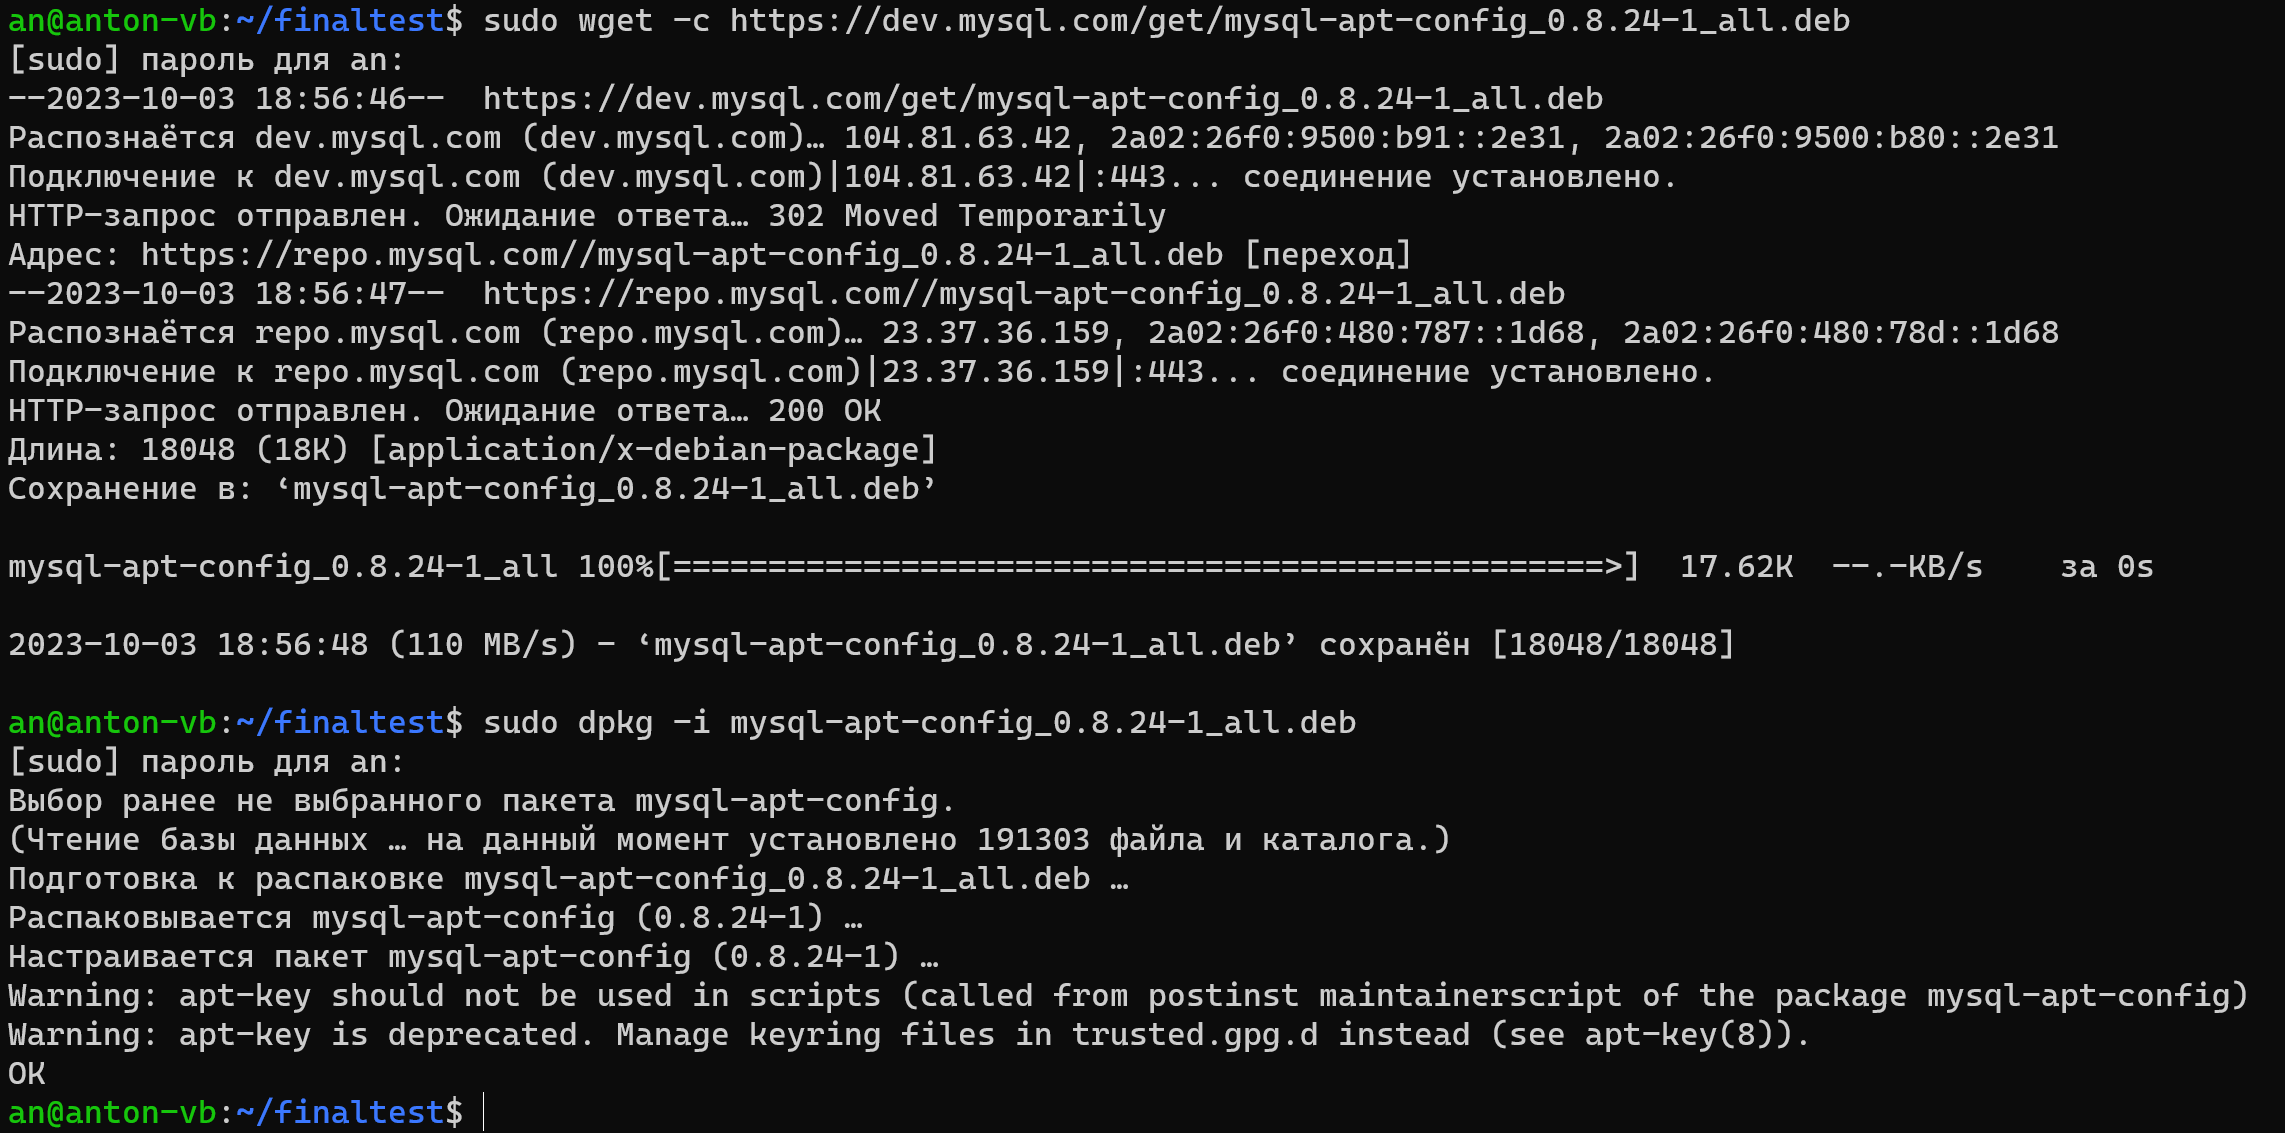 an@anton-vb:~/finaltest$ sudo wget -c https://dev.mysql.com/get/mysql-apt-config_0.8.24-1_all.deb
[sudo] пароль для an:
--2023-10-03 18:56:46--  https://dev.mysql.com/get/mysql-apt-config_0.8.24-1_all.deb
Распознаётся dev.mysql.com (dev.mysql.com)… 104.81.63.42, 2a02:26f0:9500:b91::2e31, 2a02:26f0:9500:b80::2e31
Подключение к dev.mysql.com (dev.mysql.com)|104.81.63.42|:443... соединение установлено.
HTTP-запрос отправлен. Ожидание ответа… 302 Moved Temporarily
Адрес: https://repo.mysql.com//mysql-apt-config_0.8.24-1_all.deb [переход]
--2023-10-03 18:56:47--  https://repo.mysql.com//mysql-apt-config_0.8.24-1_all.deb
Распознаётся repo.mysql.com (repo.mysql.com)… 23.37.36.159, 2a02:26f0:480:787::1d68, 2a02:26f0:480:78d::1d68
Подключение к repo.mysql.com (repo.mysql.com)|23.37.36.159|:443... соединение установлено.
HTTP-запрос отправлен. Ожидание ответа… 200 OK
Длина: 18048 (18K) [application/x-debian-package]
Сохранение в: ‘mysql-apt-config_0.8.24-1_all.deb’
mysql-apt-config_0.8.24-1_all 100%[=================================================>]  17.62K  --.-KB/s    за 0s
2023-10-03 18:56:48 (110 MB/s) - ‘mysql-apt-config_0.8.24-1_all.deb’ сохранён [18048/18048]
an@anton-vb:~/finaltest$ sudo dpkg -i mysql-apt-config_0.8.24-1_all.deb
[sudo] пароль для an:
Выбор ранее не выбранного пакета mysql-apt-config.
(Чтение базы данных … на данный момент установлено 191303 файла и каталога.)
Подготовка к распаковке mysql-apt-config_0.8.24-1_all.deb …
Распаковывается mysql-apt-config (0.8.24-1) …
Настраивается пакет mysql-apt-config (0.8.24-1) …
Warning: apt-key should not be used in scripts (called from postinst maintainerscript of the package mysql-apt-config)
Warning: apt-key is deprecated. Manage keyring files in trusted.gpg.d instead (see apt-key(8)).
OK
an@anton-vb:~/finaltest$